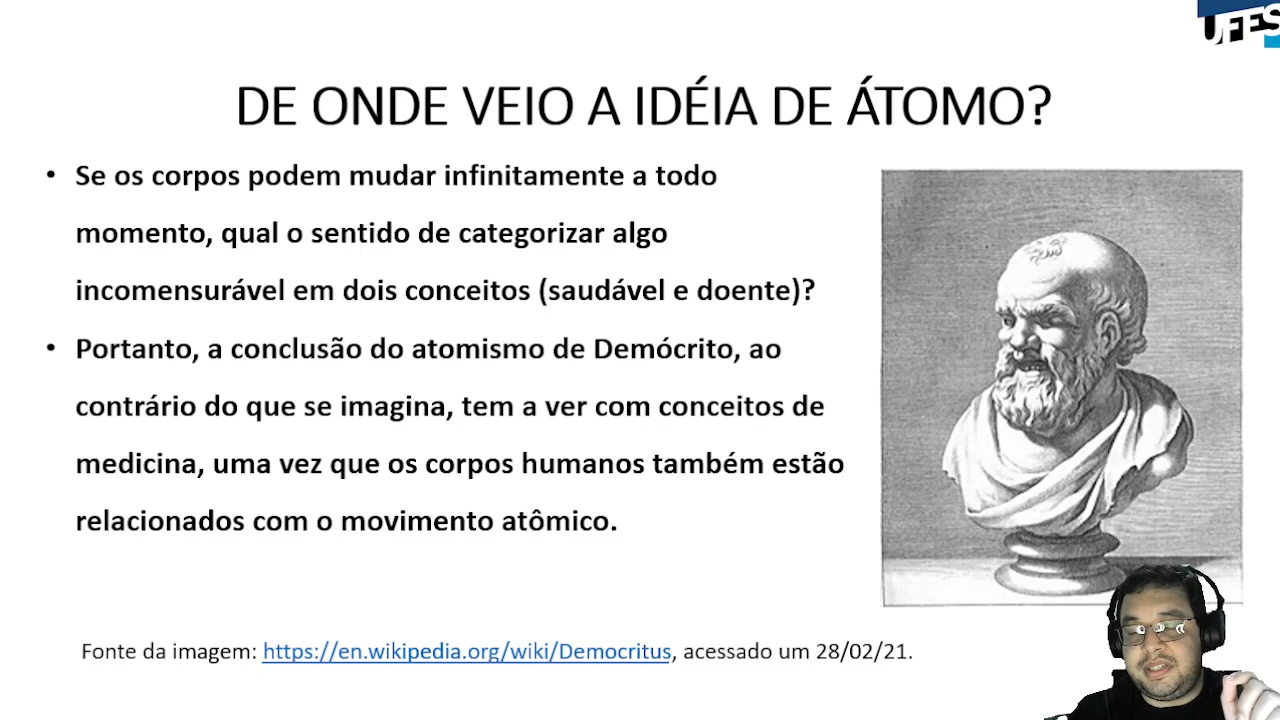 UFES
DE ONDE VEIO A IDÉIA DE ÁTOMO?
• Se os corpos podem mudar infinitamente a todo
momento, qual o sentido de categorizar algo
incomensurável em dois conceitos (saudável e doente)?
• Portanto, a conclusão do atomismo de Demócrito, ao
contrário do que se imagina, tem a ver com conceitos de
medicina, uma vez que os corpos humanos também estão
relacionados com o movimento atômico.
Fonte da imagem: https://en.wikipedia.org/wiki/Democritus, acessado um 28/02/21.